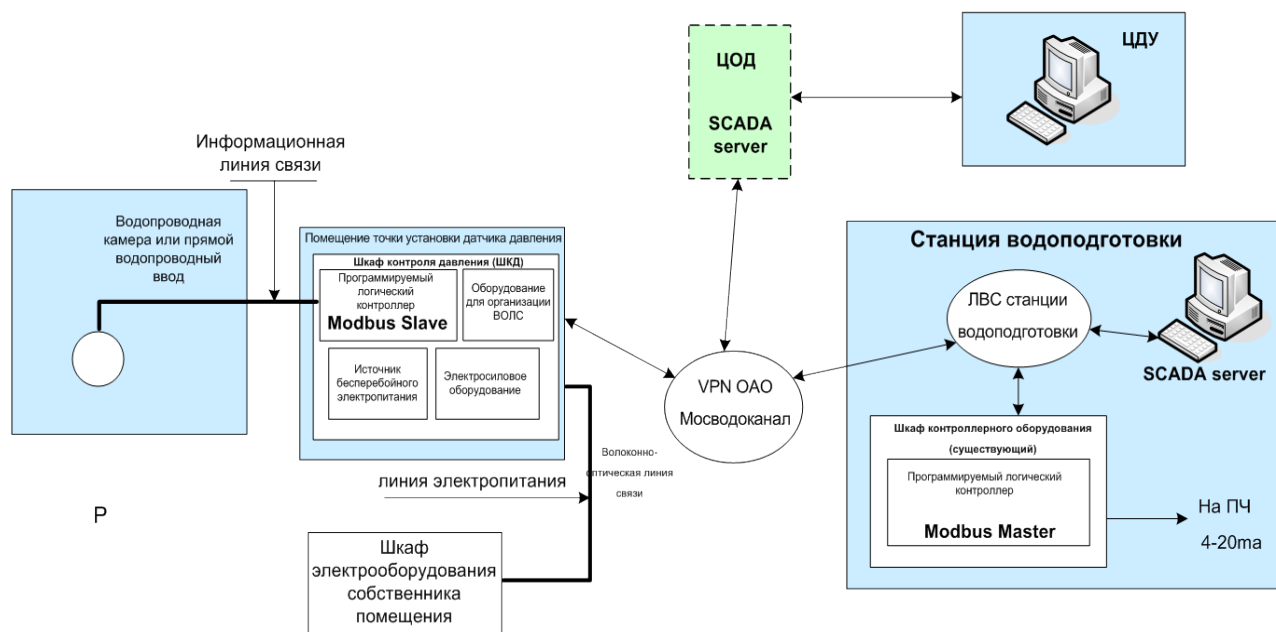 ЦОД
SCADA
server
ЦДУ
Информационная
линия связи
Водопроводная
камера или прямой
водопроводный
ввод
Р
Помещение точки установки датчика давления
Шкаф контроля давления (ШКД)
Программируемый
логический
контроллер
Modbus Slave
Оборудование
для организации
ВОЛС
Источник
бесперебойного
электропитания
Электросиловое
оборудование
Волоконно-
оптическая линия
связи
линия электропитания
Шкаф
электрооборудования
собственника
помещения
VPN ОАО
Мосводоканал
Станция водоподготовки
ЛВС станции
водоподготовки
SCADA server
Шкаф контроллерного оборудования
(существующий)
Программируемый логический
контроллер
Modbus Master
На ПЧ
4-20ma